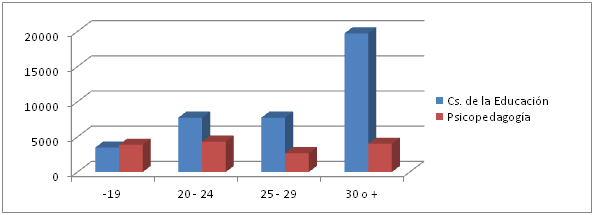 20000
15000
10000
5000
0
-19
20 - 24
25 - 29
30 o +
Cs. de la Educación
Psicopedagogía